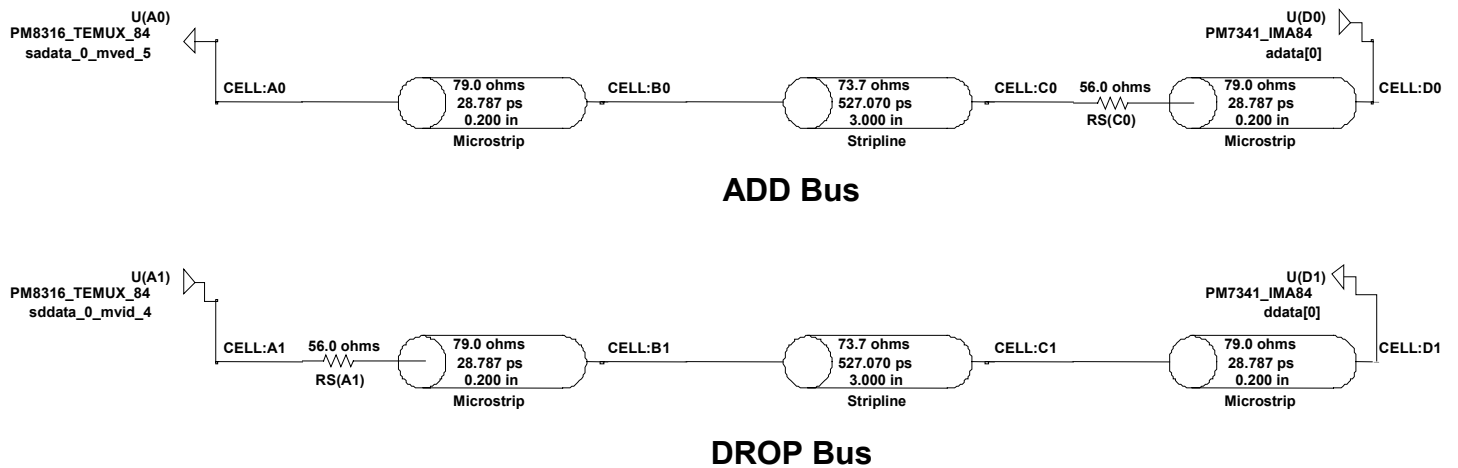 U(A0)
PM8316_TEMUX_84
sadata_0_mved_5
U(D0)
PM7341_IMA84
adata[0]
CELL:A0
79.0 ohms
28.787 ps
0.200 in
Microstrip
CELL:B0
73.7 ohms
527.070 ps
3.000 in
Stripline
CELL:C0
56.0 ohms
RS(C0)
79.0 ohms
28.787 ps
0.200 in
Microstrip
CELL:D0
ADD Bus
U(A1)
PM8316_TEMUX_84
sddata_0_mvid_4
U(D1)
PM7341_IMA84
ddata[0]
CELL:A1
56.0 ohms
RS(A1)
79.0 ohms
28.787 ps
0.200 in
Microstrip
CELL:B1
73.7 ohms
527.070 ps
3.000 in
Stripline
CELL:C1
79.0 ohms
28.787 ps
0.200 in
Microstrip
CELL:D1
DROP Bus